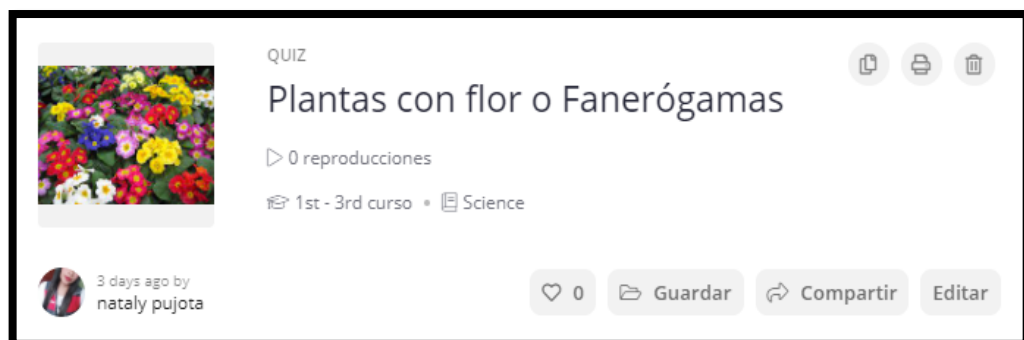 QUIZ
Plantas con flor o Fanerógamas
0 reproducciones
1st - 3rd curso • Science
3 days ago by
nataly pujota
0 Guardar Compartir Editar